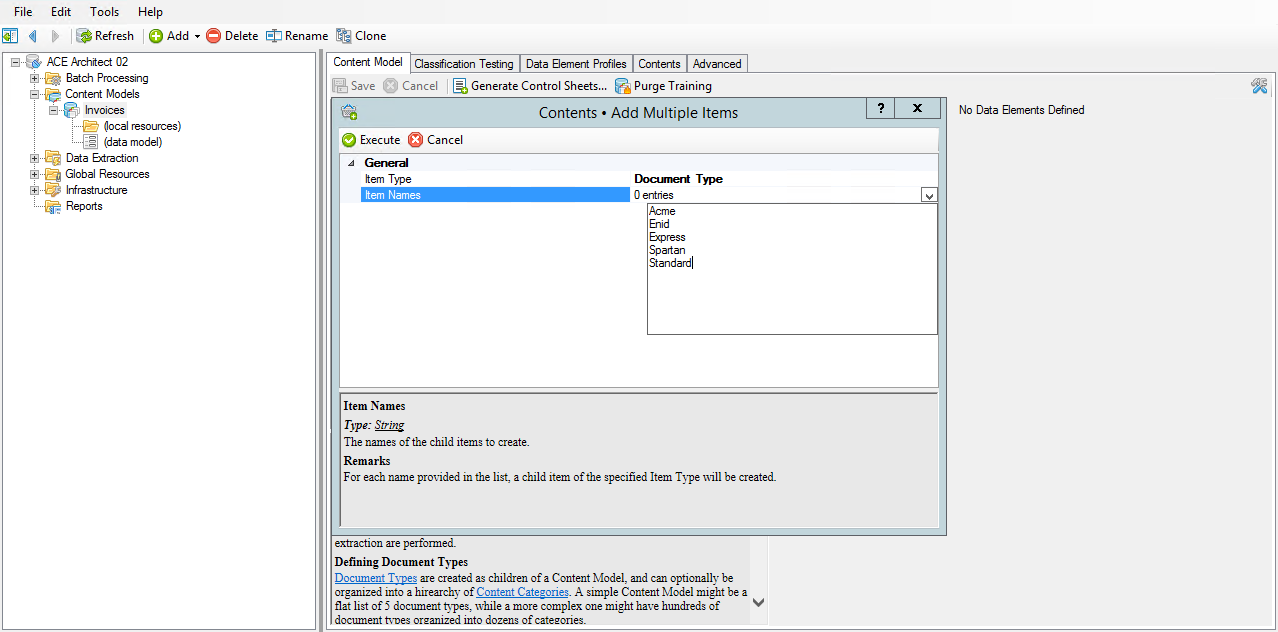 File Edit Tools Help
Refresh Add Delete Rename Clone
ACE Architect 02
Batch Processing
Content Models
Invoices
(local resources)
(data model)
Data Extraction
Global Resources
Infrastructure
Reports
Content Model Classification Testing Data Element Profiles Contents Advanced
Save Cancel Generate Control Sheets... Purge Training
Contents • Add Multiple Items ? x
No Data Elements Defined
Execute Cancel
General
Item Type Document Type
Item Names 0 entries
Acme
Enid
Express
Spartan
Standard
Item Names
Type: String
The names of the child items to create.
Remarks
For each name provided in the list, a child item of the specified Item Type will be created.
extraction are performed.
Defining Document Types
Document Types are created as children of a Content Model, and can optionally be
organized into a hirearchy of Content Categories. A simple Content Model might be a
flat list of 5 document types, while a more complex one might have hundreds of
document types organized into dozens of categories.